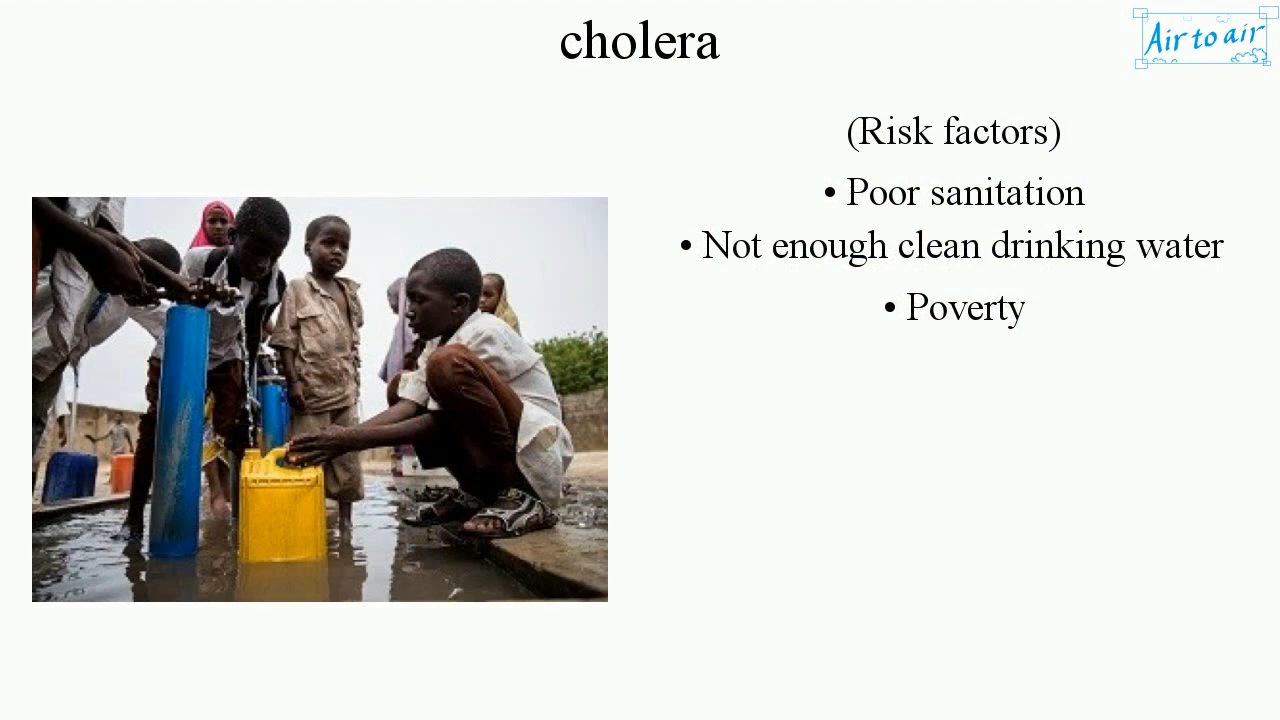 cholera
Air to air
(Risk factors)
• Poor sanitation
• Not enough clean drinking water
• Poverty